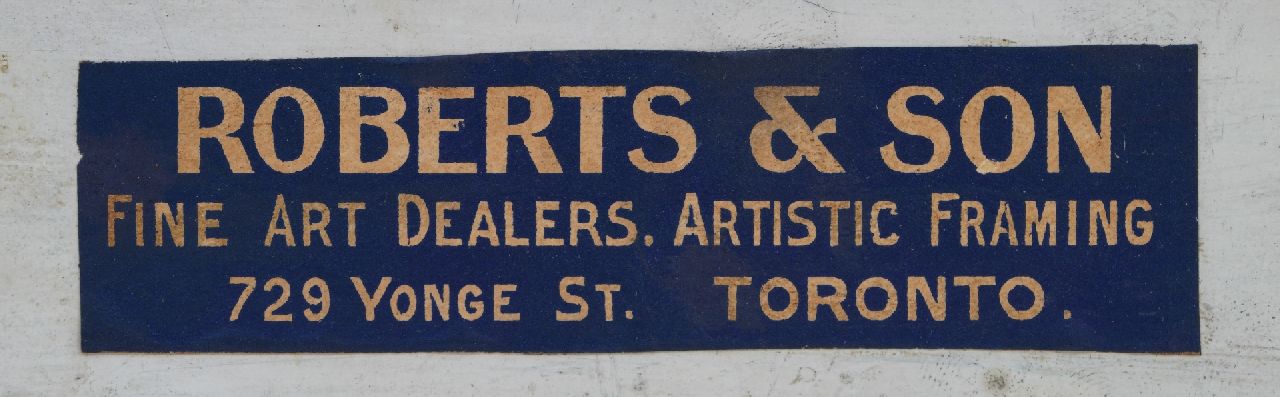 ROBERTS & SON
FINE ART DEALERS. ARTISTIC FRAMING
729 YONGE ST. TORONTO.